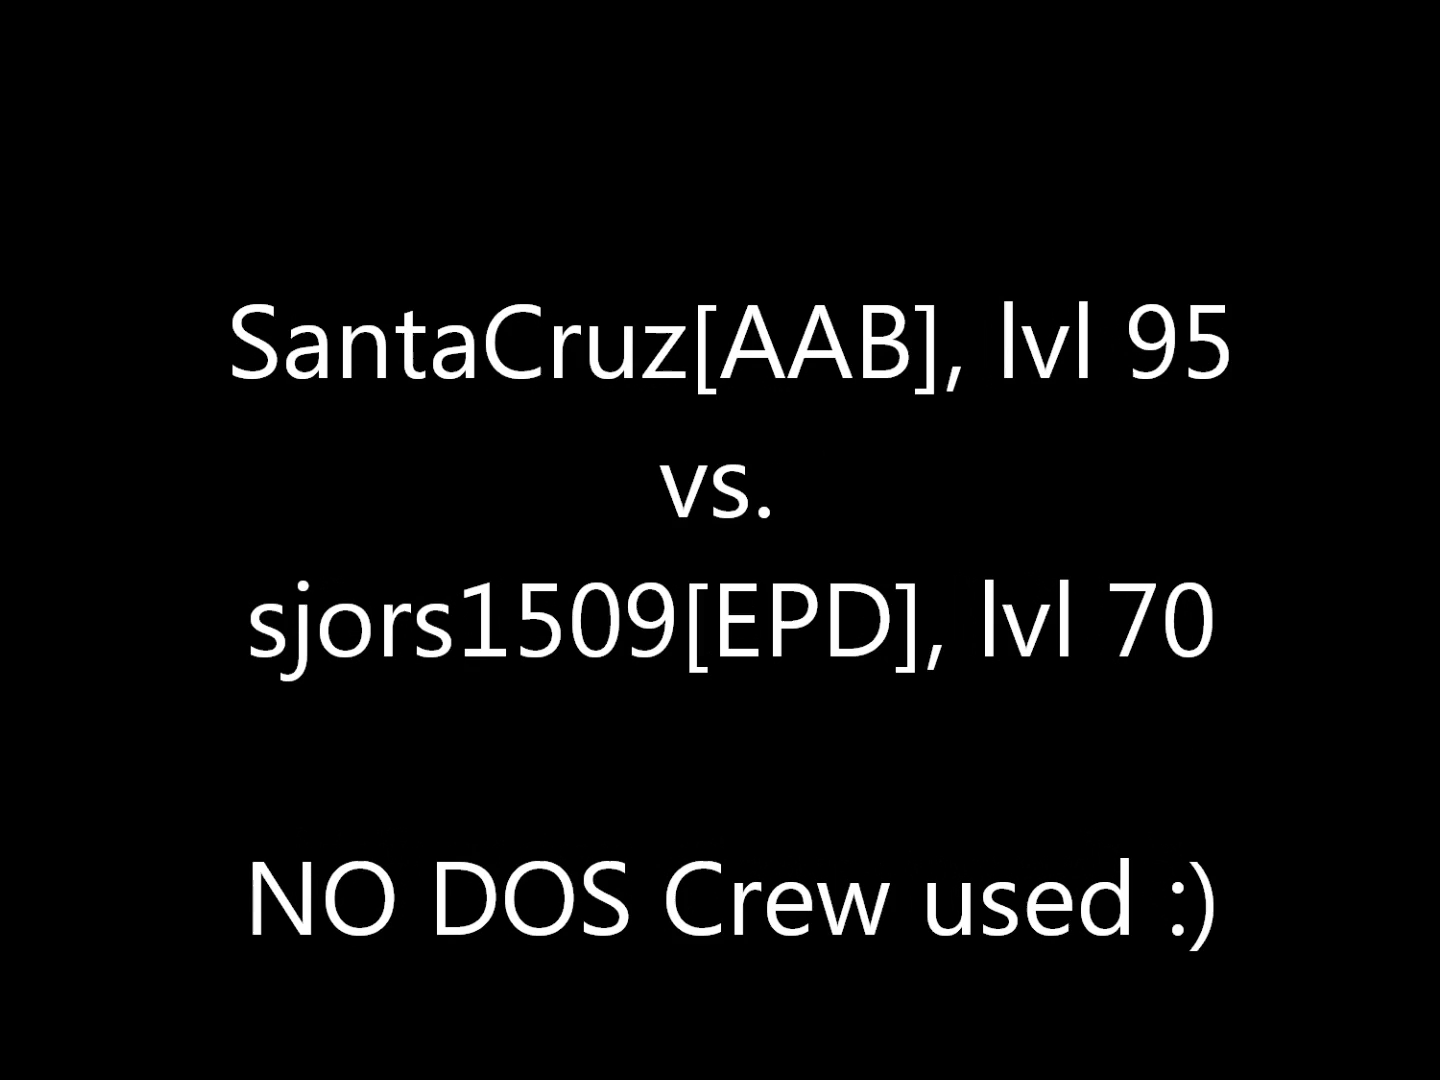 SantaCruz[AAB], lvl 95
vs.
sjors1509[EPD], lvl 70
NO DOS Crew used :)